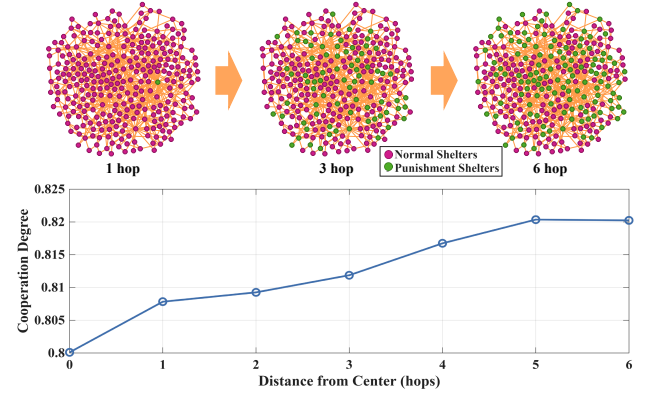 1 hop
3 hop
6 hop
Normal Shelters
Punishment Shelters
0.825
0.82
0.815
0.81
0.805
0.8
Cooperation Degree
0 1 2 3 4 5 6
Distance from Center (hops)